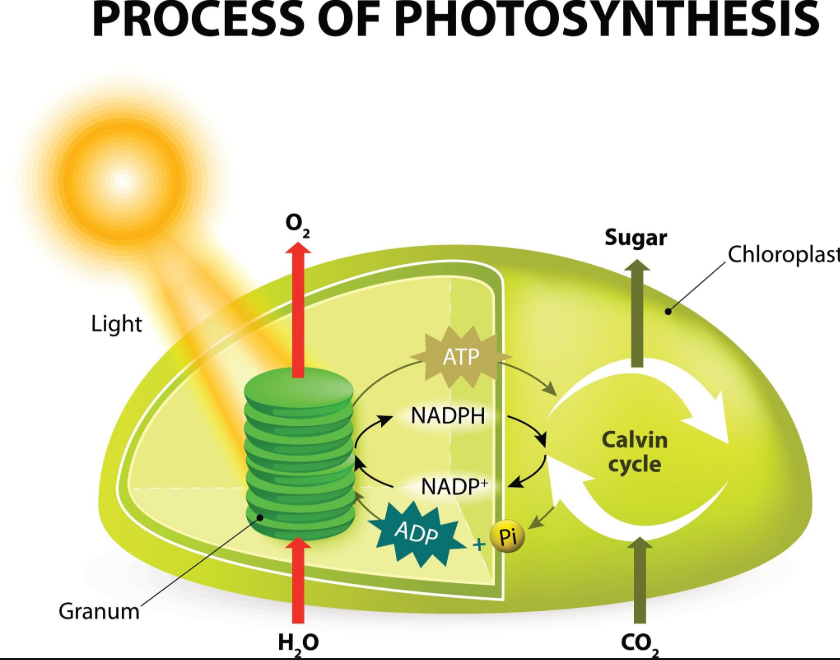 PROCESS OF PHOTOSYNTHESIS
O₂
Sugar
Chloroplast
Light
ATP
NADPH
Calvin
cycle
NADP⁺
ADP + Pi
Granum
H₂O
CO₂